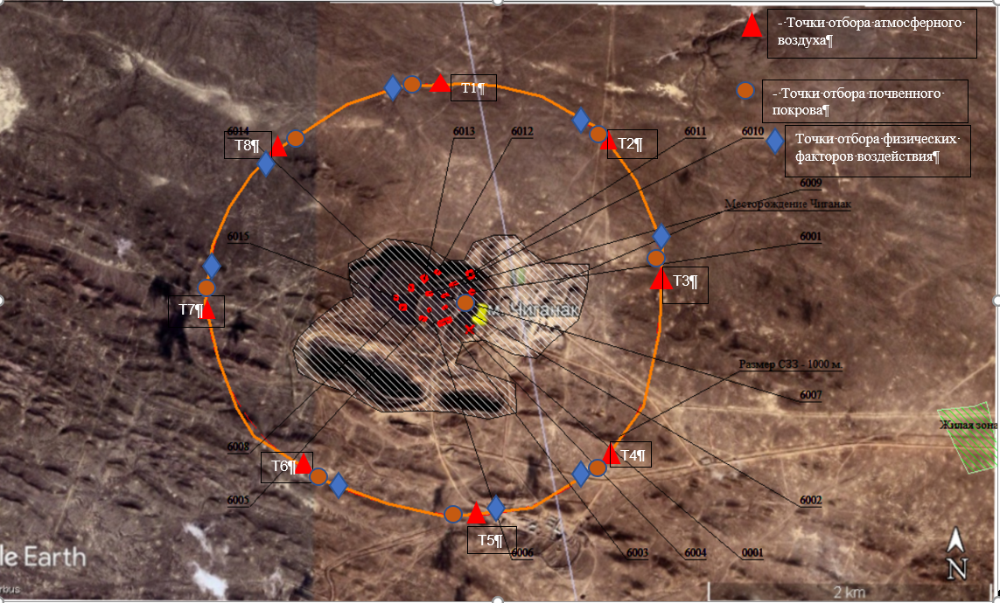 - -Точки·отбора·атмосферного·
воздуха¶
- -Точки·отбора·почвенного·
покрова¶
Точки·отбора·физических·
факторов·воздействия¶
Т1¶
Т2¶
6014
Т8¶
6013
6012
6011
6010
6009
Месторождение Чиганак
6015
6001
Т3¶
Т7¶
м. Чиганак
Размер СЗЗ - 1000 м.
6007
Жилая зона
6008
Т6¶
Т4¶
6005
6002
Т5¶
6006
6003
6004
0001
le Earth
rbus
N
2 km